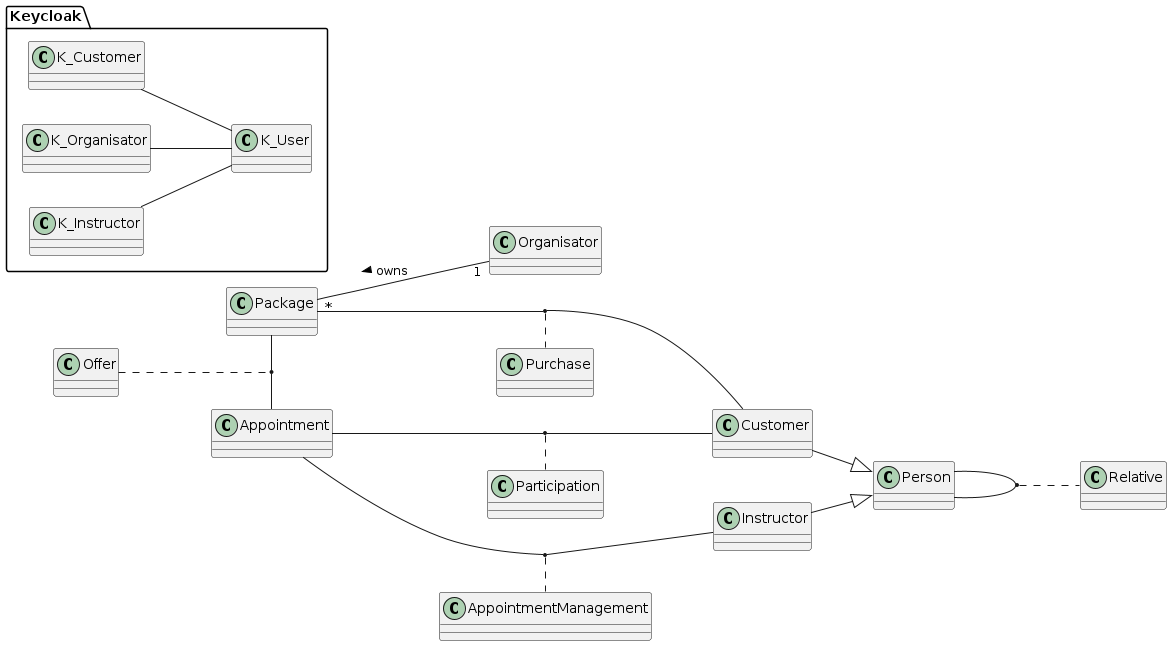 Keycloak
C K_Customer
C K_Organisator
C K_User
C K_Instructor
C Organisator
◄ owns
1
C Package
*
C Offer
C Purchase
C Appointment
C Customer
C Person
C Relative
C Participation
C Instructor
C AppointmentManagement